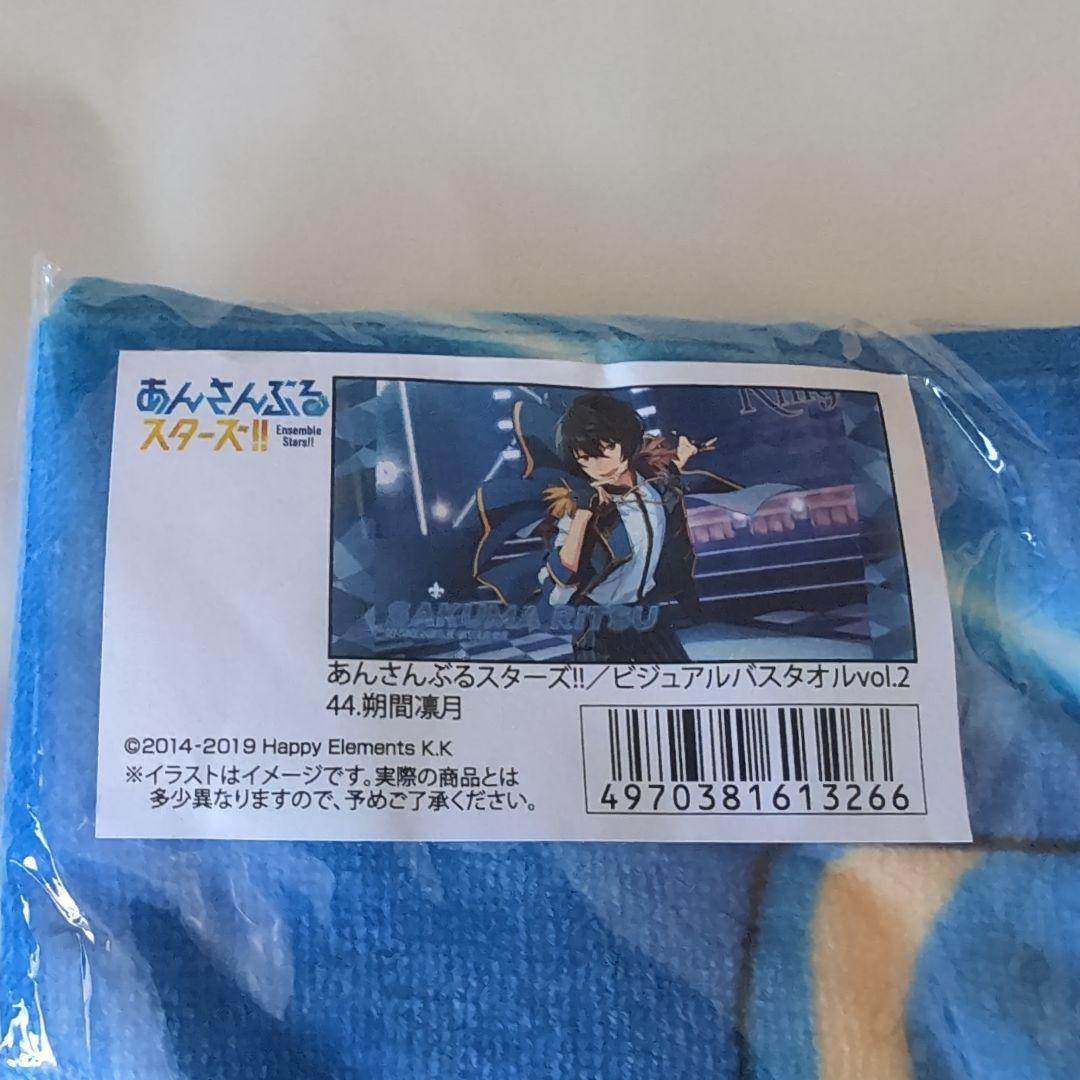 あんさんぶる
スターズ!!
Ensemble
Stars!!
SAKUMA RITSU
あんさんぶるスターズ!!／ビジュアルバスタオルvol.2
44.朔間凛月
©2014-2019 Happy Elements K.K
※イラストはイメージです。実際の商品とは
多少異なりますので、予めご了承ください。
4970381613266